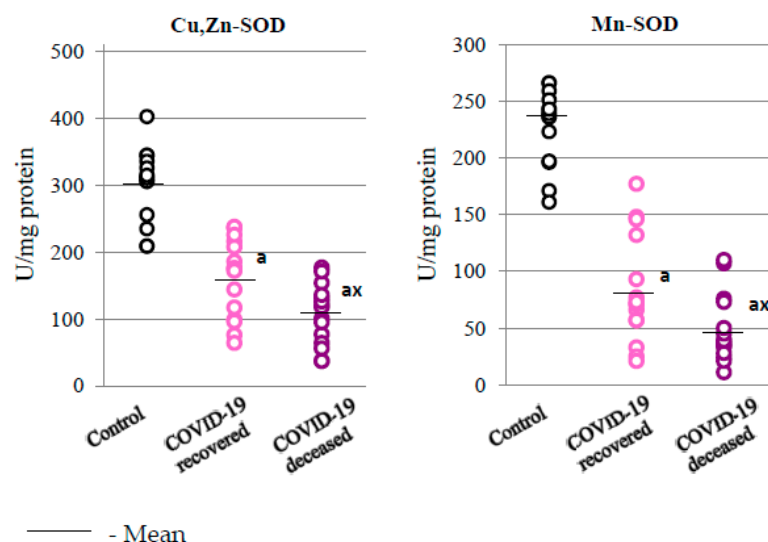 Cu,Zn-SOD
U/mg protein
500
400
300
200
100
0
a
ax
Control
COVID-19
recovered
COVID-19
deceased
Mn-SOD
U/mg protein
300
250
200
150
100
50
0
a
ax
Control
COVID-19
recovered
COVID-19
deceased
- Mean